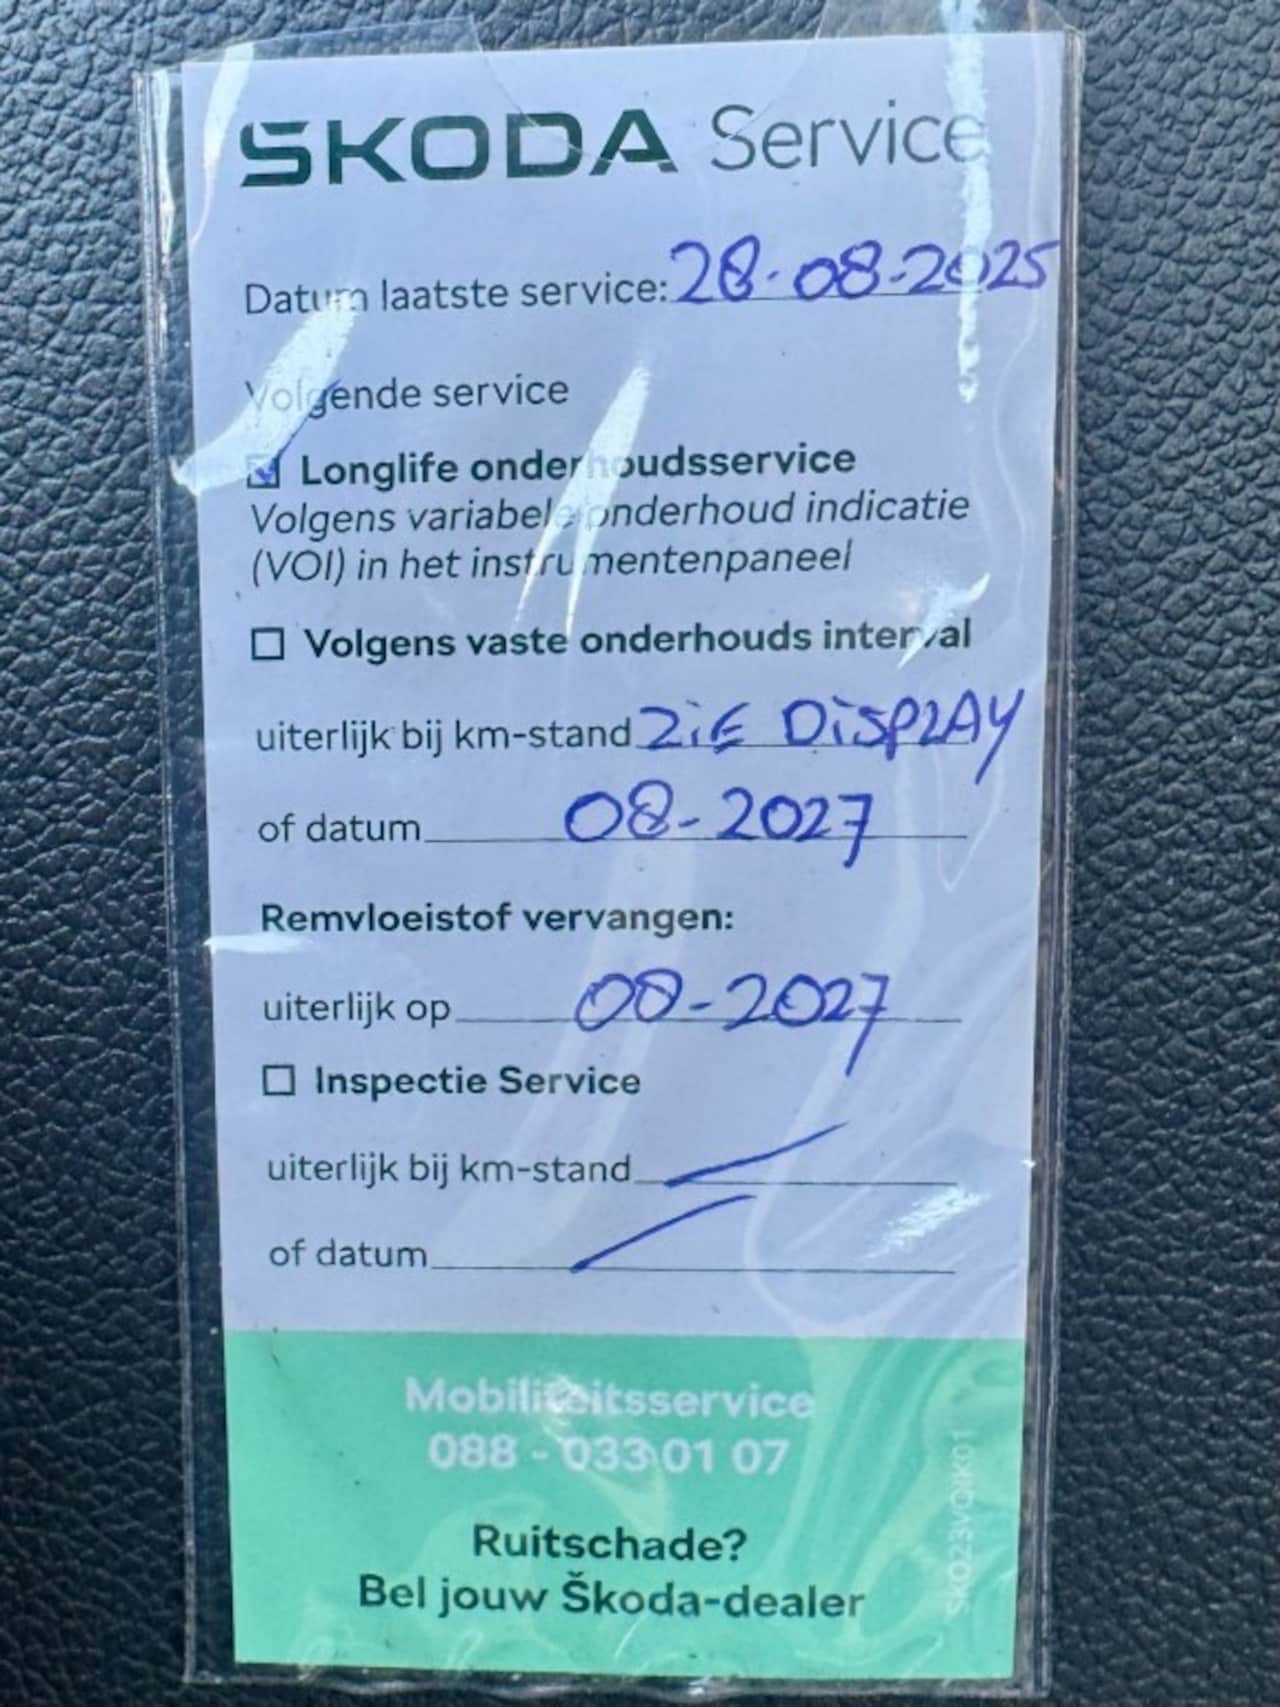 ŠKODA Service
Datum laatste service: 28-08-2025
Volgende service
Longlife onderhoudsservice
Volgens variabele onderhoud indicatie
(VOI) in het instrumentenpaneel
Volgens vaste onderhouds interval
uiterlijk bij km-stand ZiE DiSPLAY
of datum 08-2027
Remvloeistof vervangen:
uiterlijk op 08-2027
Inspectie Service
uiterlijk bij km-stand
of datum
Mobiliteitsservice
088 - 033 01 07
Ruitschade?
Bel jouw Škoda-dealer